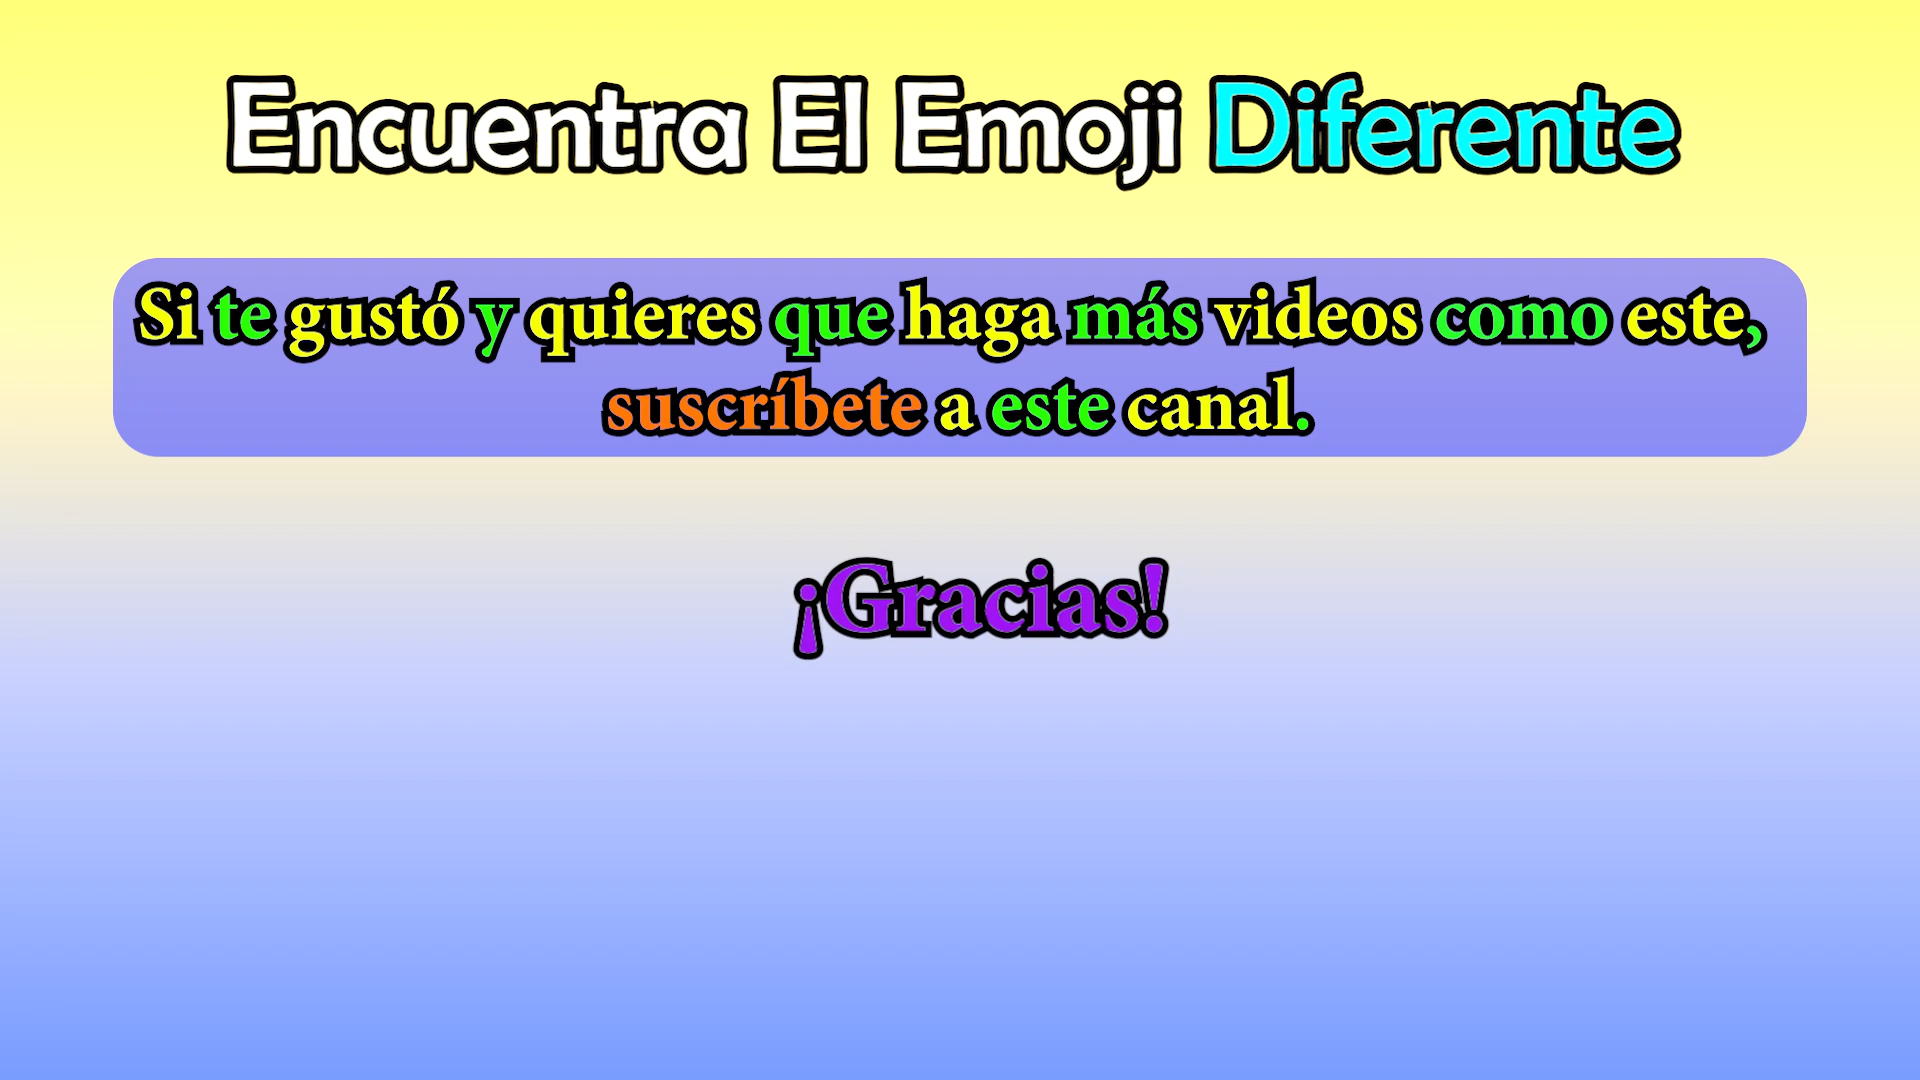 Encuentra El Emoji Diferente
Si te gustó y quieres que haga más videos como este,
suscríbete a este canal.
¡Gracias!